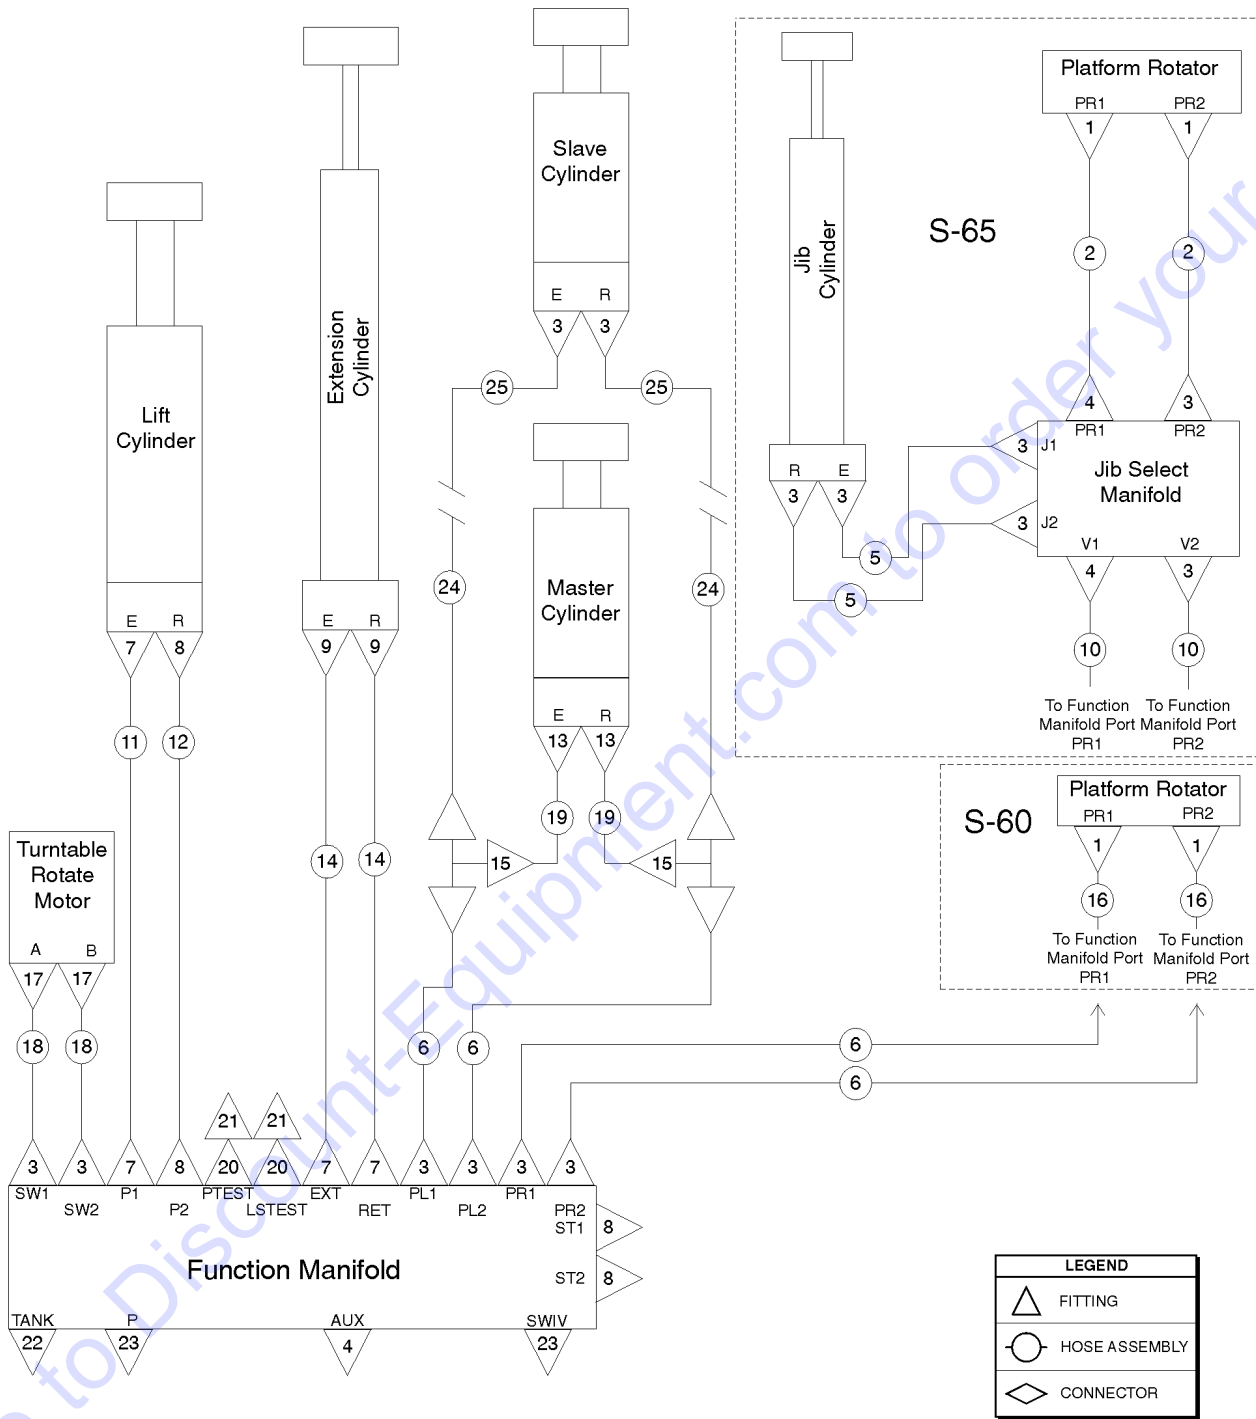 Slave
Cylinder
E R
3 3
25 25
Platform Rotator
PR1 PR2
1 1
S-65
2 2
Jib
Cylinder
4 3
PR1 PR2
3 J1
Jib Select
Manifold
3 J2
V1 V2
4 3
R E
3 3
5
5
10 10
To Function
Manifold Port
PR1
To Function
Manifold Port
PR2
Extension
Cylinder
E R
9 9
14 14
Lift
Cylinder
E R
7 8
11 12
24 24
Master
Cylinder
E R
13 13
19 19
15 15
S-60
Platform Rotator
PR1 PR2
1 1
16 16
To Function
Manifold Port
PR1
To Function
Manifold Port
PR2
Turntable
Rotate
Motor
A B
17 17
18 18
6 6
6
6
21 21
3 3 7 8 20 20 7 7 3 3 3 3
SW1 P1 PTEST EXT PL1 PR1
SW2 P2 LSTEST RET PL2 PR2
ST1 8
Function Manifold
ST2 8
TANK P AUX SWIV
22 23 4 23
LEGEND
FITTING
HOSE ASSEMBLY
CONNECTOR
to Discount-Equipment.com to order your